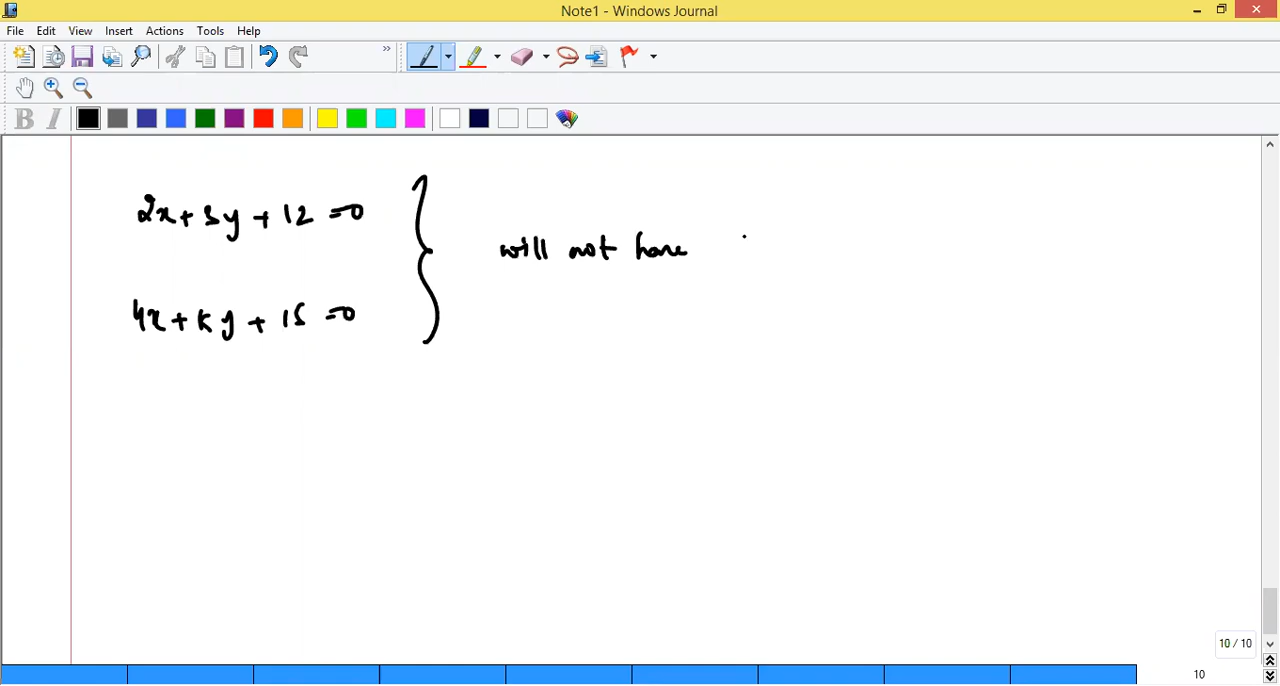 Note1 - Windows Journal
File Edit View Insert Actions Tools Help
»
B I
2x + 3y + 12 = 0
will not have
4x + ky + 15 = 0
10 / 10
10